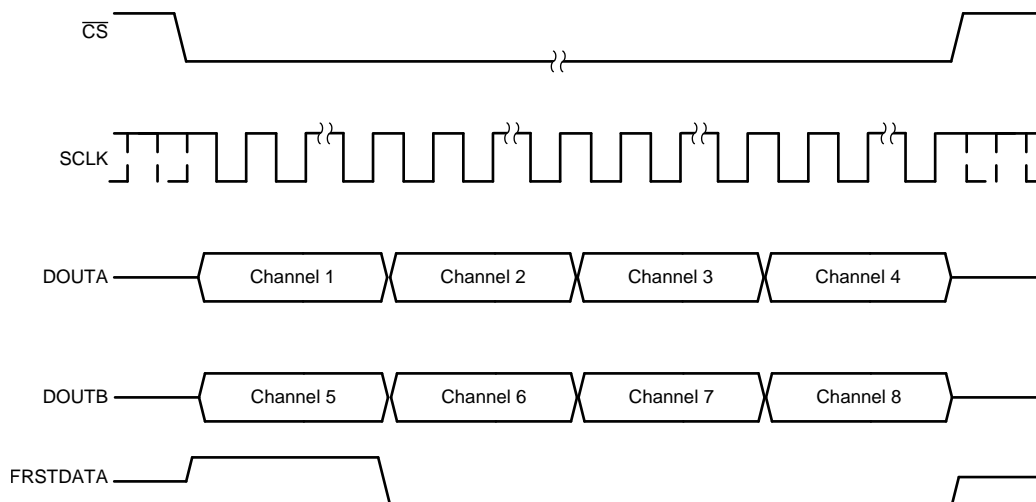 CS
SCLK
DOUTA
Channel 1 Channel 2 Channel 3 Channel 4
DOUTB
Channel 5 Channel 6 Channel 7 Channel 8
FRSTDATA